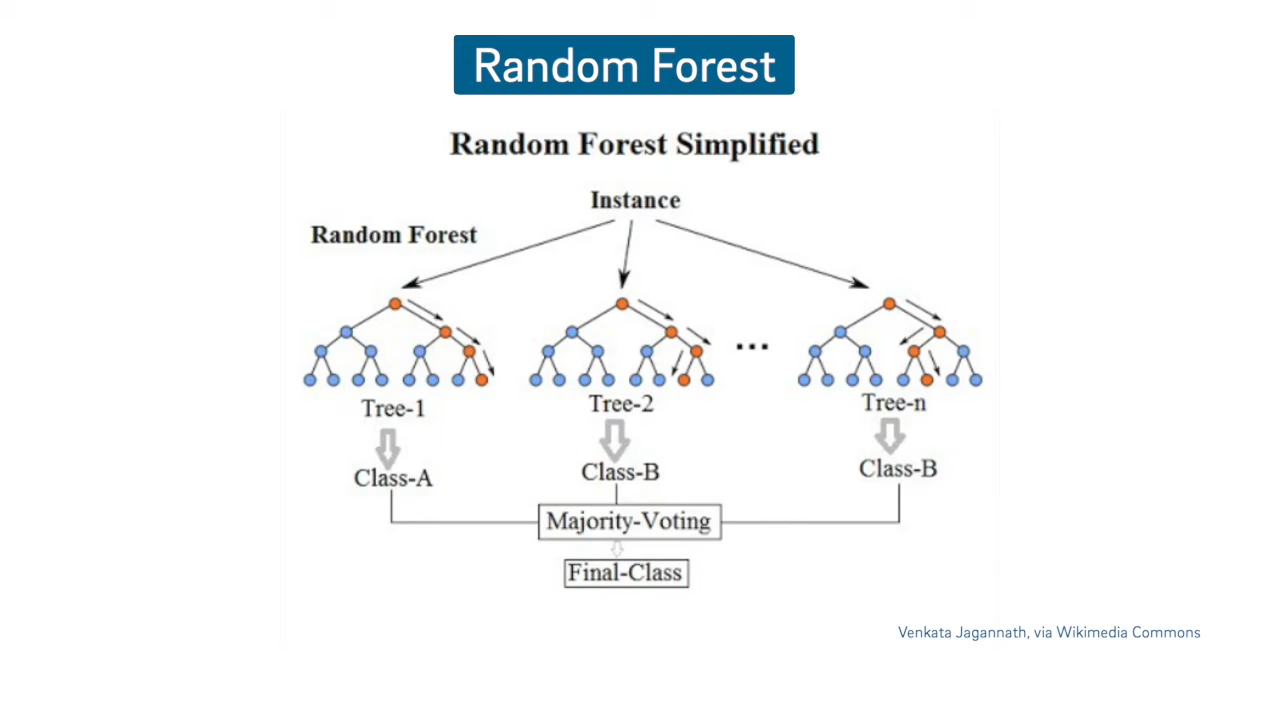 Random Forest
Random Forest Simplified
Instance
Random Forest
...
Tree-1
Tree-2
Tree-n
Class-A
Class-B
Class-B
Majority-Voting
Final-Class
Venkata Jagannath, via Wikimedia Commons